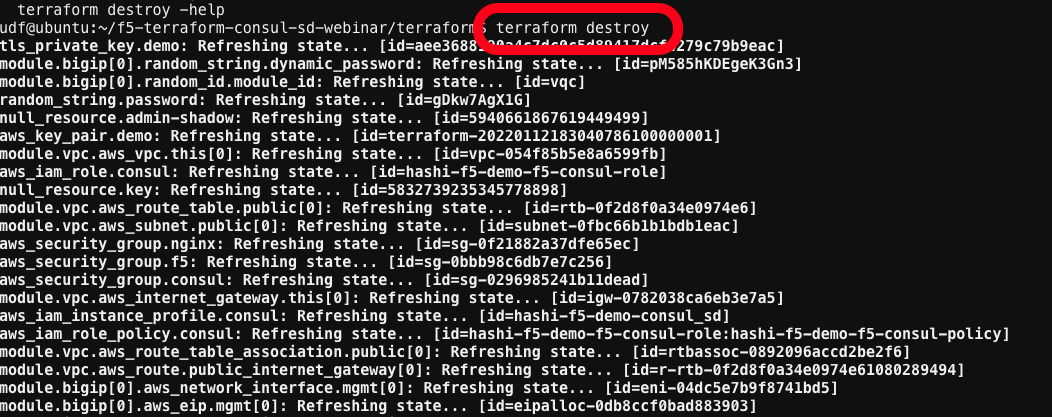 terraform destroy -help
udf@ubuntu:~/f5-terraform-consul-sd-webinar/terraform$ terraform destroy
tls_private_key.demo: Refreshing state...
module.bigip[0].random_string.dynamic_password: Refreshing state... [id=pM585hKDEgeK3Gn3]
module.bigip[0].random_id.module_id: Refreshing state... [id=vqc]
random_string.password: Refreshing state... [id=gDkw7AgX1G]
null_resource.admin-shadow: Refreshing state... [id=5940661867619449499]
aws_key_pair.demo: Refreshing state... [id=terraform-20220112183040786100000001]
module.vpc.aws_vpc.this[0]: Refreshing state... [id=vpc-054f85b5e8a6599fb]
aws_iam_role.consul: Refreshing state... [id=hashi-f5-demo-f5-consul-role]
null_resource.key: Refreshing state... [id=5832739235345778898]
module.vpc.aws_route_table.public[0]: Refreshing state... [id=rtb-0f2d8f0a34e0974e6]
module.vpc.aws_subnet.public[0]: Refreshing state... [id=subnet-0fbc66b1b1bdb1eac]
aws_security_group.nginx: Refreshing state... [id=sg-0f21882a37dfe65ec]
aws_security_group.f5: Refreshing state... [id=sg-0bbb98c6db7e7c256]
aws_security_group.consul: Refreshing state... [id=sg-0296985241b11dead]
module.vpc.aws_internet_gateway.this[0]: Refreshing state... [id=igw-0782038ca6eb3e7a5]
aws_iam_instance_profile.consul: Refreshing state... [id=hashi-f5-demo-consul_sd]
aws_iam_role_policy.consul: Refreshing state... [id=hashi-f5-demo-f5-consul-role:hashi-f5-demo-f5-consul-policy]
module.vpc.aws_route_table_association.public[0]: Refreshing state... [id=rtbassoc-0892096accd2be2f6]
module.vpc.aws_route.public_internet_gateway[0]: Refreshing state... [id=r-rtb-0f2d8f0a34e0974e61080289494]
module.bigip[0].aws_network_interface.mgmt[0]: Refreshing state... [id=eni-04dc5e7b9f8741bd5]
module.bigip[0].aws_eip.mgmt[0]: Refreshing state... [id=eipalloc-0db8ccf0bad883903]